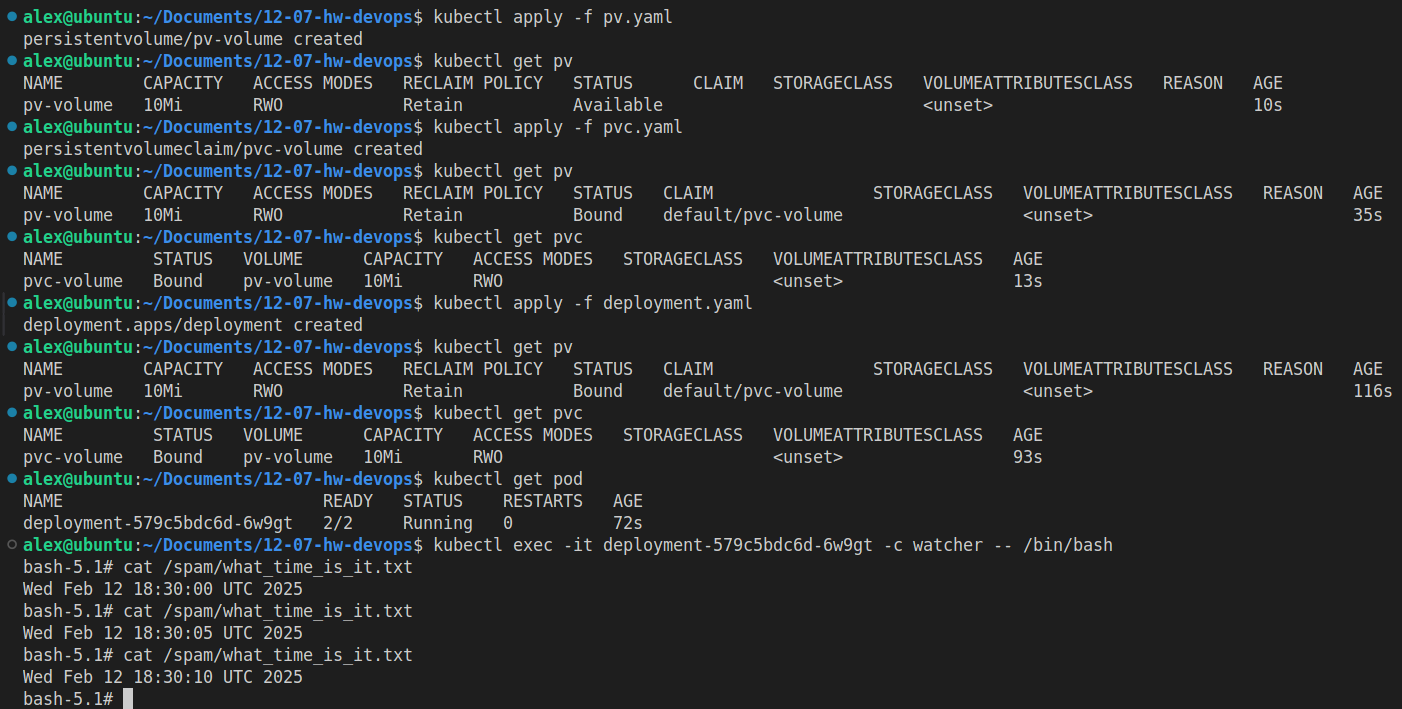 alex@ubuntu:~/Documents/12-07-hw-devops$ kubectl apply -f pv.yaml
persistentvolume/pv-volume created
alex@ubuntu:~/Documents/12-07-hw-devops$ kubectl get pv
NAME        CAPACITY   ACCESS MODES   RECLAIM POLICY   STATUS      CLAIM   STORAGECLASS   VOLUMEATTRIBUTESCLASS   REASON   AGE
pv-volume   10Mi       RWO            Retain           Available                          <unset>                          10s
alex@ubuntu:~/Documents/12-07-hw-devops$ kubectl apply -f pvc.yaml
persistentvolumeclaim/pvc-volume created
alex@ubuntu:~/Documents/12-07-hw-devops$ kubectl get pv
NAME        CAPACITY   ACCESS MODES   RECLAIM POLICY   STATUS   CLAIM                STORAGECLASS   VOLUMEATTRIBUTESCLASS   REASON   AGE
pv-volume   10Mi       RWO            Retain           Bound    default/pvc-volume                  <unset>                          35s
alex@ubuntu:~/Documents/12-07-hw-devops$ kubectl get pvc
NAME         STATUS   VOLUME      CAPACITY   ACCESS MODES   STORAGECLASS   VOLUMEATTRIBUTESCLASS   AGE
pvc-volume   Bound    pv-volume   10Mi       RWO                           <unset>                 13s
alex@ubuntu:~/Documents/12-07-hw-devops$ kubectl apply -f deployment.yaml
deployment.apps/deployment created
alex@ubuntu:~/Documents/12-07-hw-devops$ kubectl get pv
NAME        CAPACITY   ACCESS MODES   RECLAIM POLICY   STATUS   CLAIM                STORAGECLASS   VOLUMEATTRIBUTESCLASS   REASON   AGE
pv-volume   10Mi       RWO            Retain           Bound    default/pvc-volume                  <unset>                          116s
alex@ubuntu:~/Documents/12-07-hw-devops$ kubectl get pvc
NAME         STATUS   VOLUME      CAPACITY   ACCESS MODES   STORAGECLASS   VOLUMEATTRIBUTESCLASS   AGE
pvc-volume   Bound    pv-volume   10Mi       RWO                           <unset>                 93s
alex@ubuntu:~/Documents/12-07-hw-devops$ kubectl get pod
NAME                          READY   STATUS    RESTARTS   AGE
deployment-579c5bdc6d-6w9gt   2/2     Running   0          72s
alex@ubuntu:~/Documents/12-07-hw-devops$ kubectl exec -it deployment-579c5bdc6d-6w9gt -c watcher -- /bin/bash
bash-5.1# cat /spam/what_time_is_it.txt
Wed Feb 12 18:30:00 UTC 2025
bash-5.1# cat /spam/what_time_is_it.txt
Wed Feb 12 18:30:05 UTC 2025
bash-5.1# cat /spam/what_time_is_it.txt
Wed Feb 12 18:30:10 UTC 2025
bash-5.1#